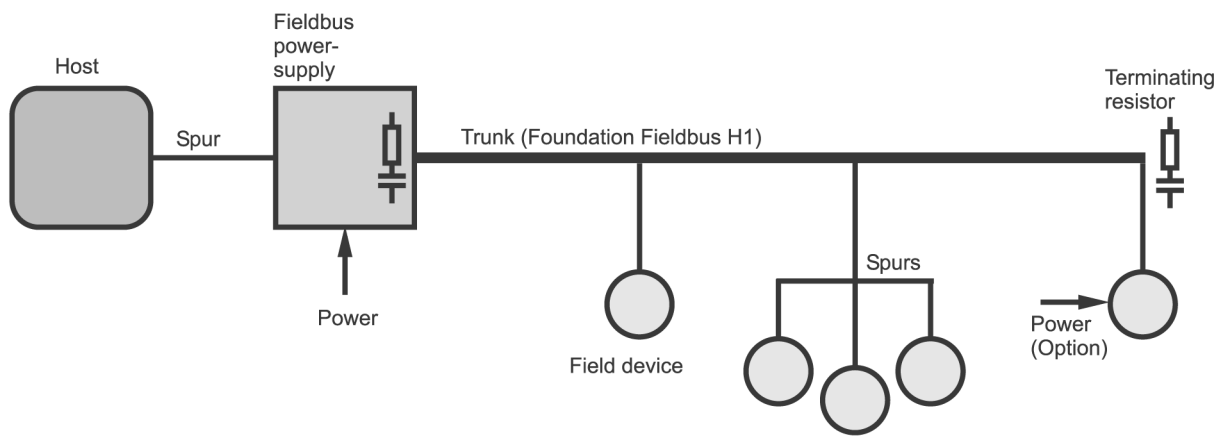 Host
Spur
Fieldbus
power-
supply
Power
Trunk (Foundation Fieldbus H1)
Field device
Spurs
Terminating
resistor
Power
(Option)